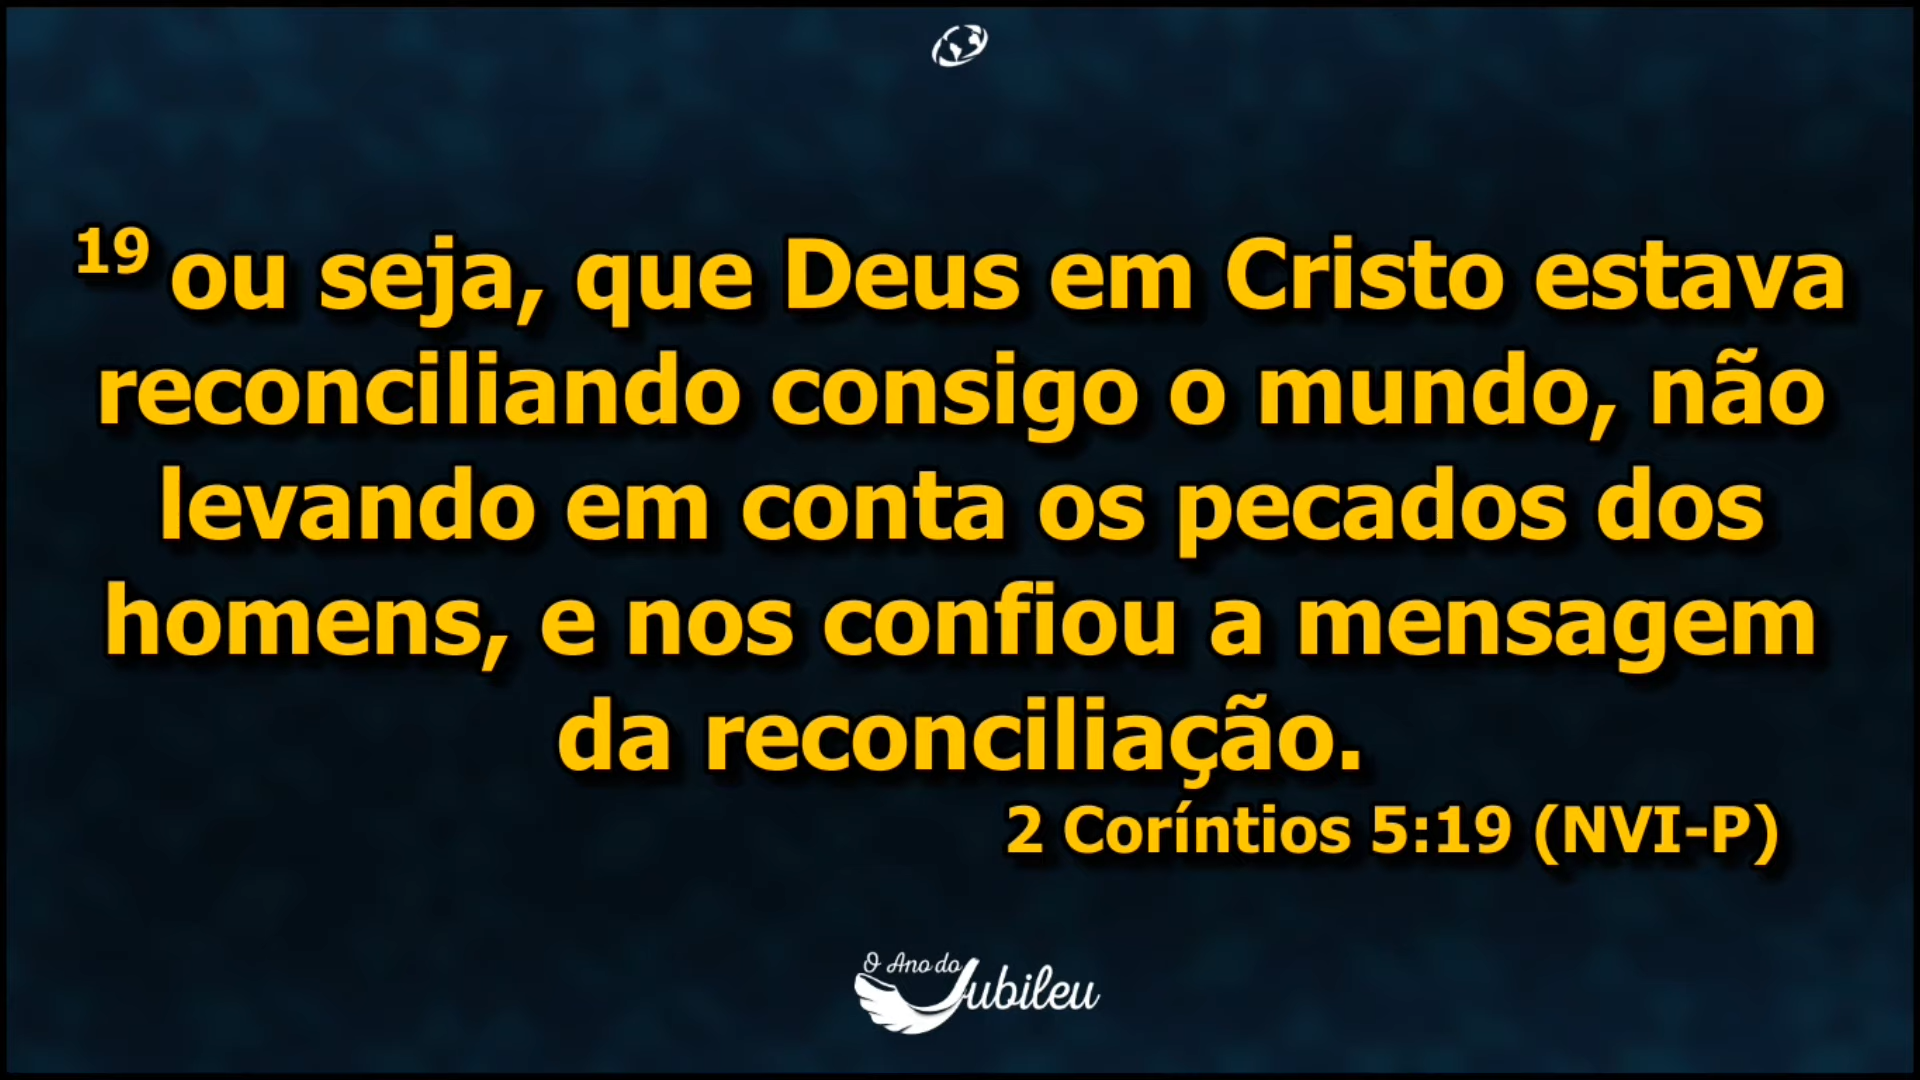 19 ou seja, que Deus em Cristo estava
reconciliando consigo o mundo, não
levando em conta os pecados dos
homens, e nos confiou a mensagem
da reconciliação.
2 Coríntios 5:19 (NVI-P)
O Ano do
Jubileu